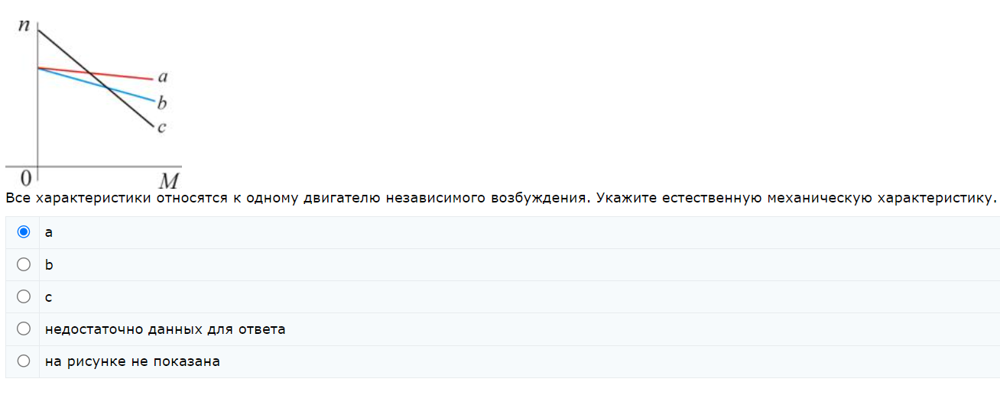 n
a
b
c
0
M
Все характеристики относятся к одному двигателю независимого возбуждения. Укажите естественную механическую характеристику.
a
b
c
недостаточно данных для ответа
на рисунке не показана